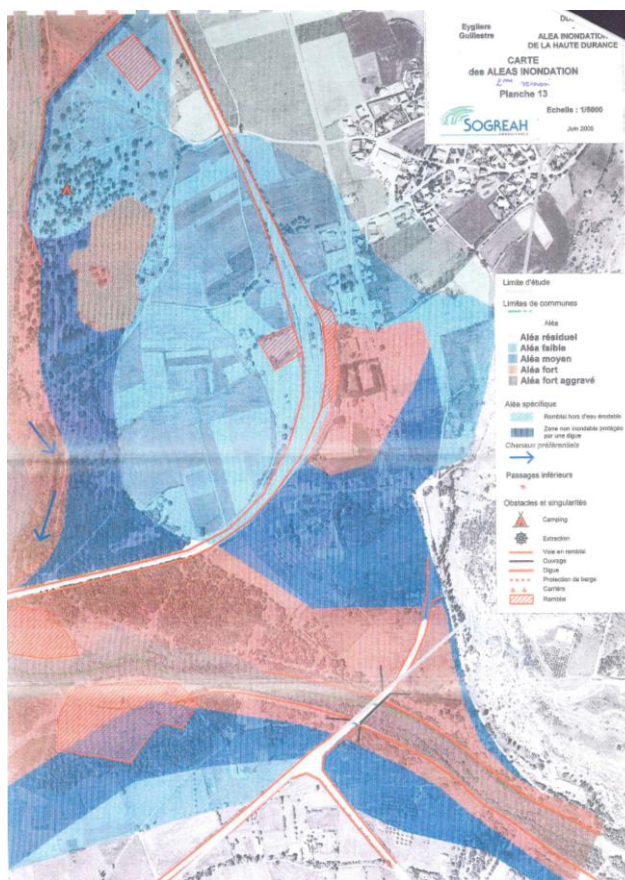 Eygliers
Guillestre
ALEA INONDATION
DE LA HAUTE DURANCE
CARTE
des ALEAS INONDATION
Planche 13
Echelle : 1/5000
SOGREAH
Juin 2005
Limite d'étude
Limites de communes
Aléa
Aléa résiduel
Aléa faible
Aléa moyen
Aléa fort
Aléa fort aggravé
Aléa spécifique
Remblai hors d'eau érodable
Zone non inondable protégée
par une digue
Chenaux préférentiels
Passages inférieurs
Obstacles et singularités
Camping
Extraction
Voie en remblai
Ouvrage
Digue
Protection de berge
Carrière
Remblai